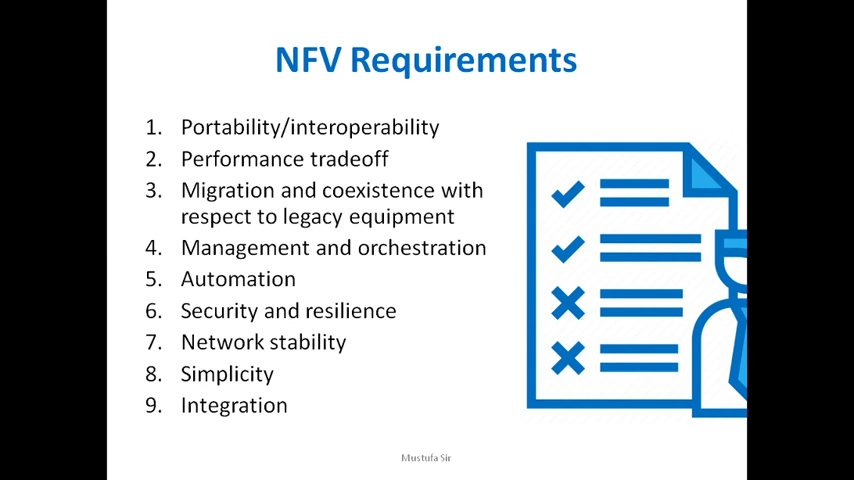 NFV Requirements
1. Portability/interoperability
2. Performance tradeoff
3. Migration and coexistence with
respect to legacy equipment
4. Management and orchestration
5. Automation
6. Security and resilience
7. Network stability
8. Simplicity
9. Integration
Mustufa Sir